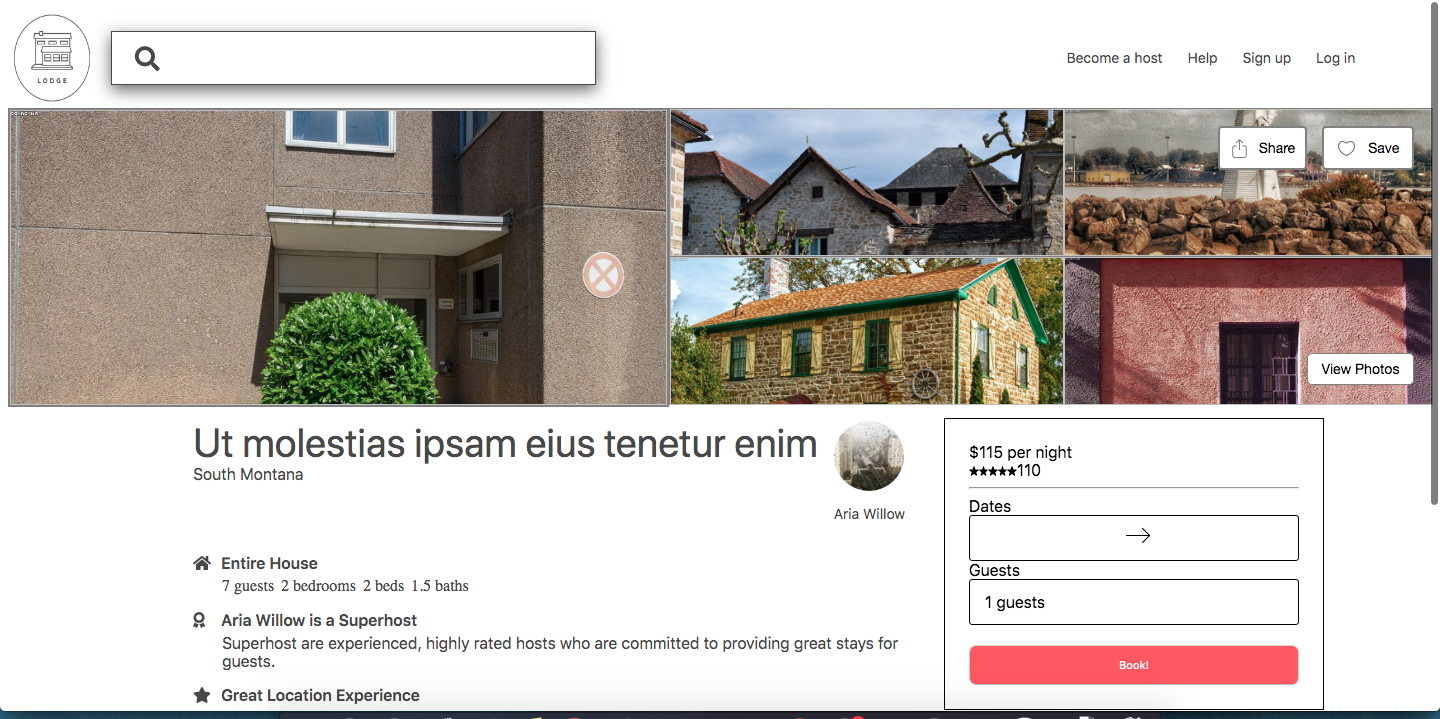 LODGE
Become a host Help Sign up Log in
Share Save
View Photos
Ut molestias ipsam eius tenetur enim
South Montana
Aria Willow
Entire House
7 guests 2 bedrooms 2 beds 1.5 baths
Aria Willow is a Superhost
Superhost are experienced, highly rated hosts who are committed to providing great stays for
guests.
Great Location Experience
$115 per night
★★★★★110
Dates
→
Guests
1 guests
Book!